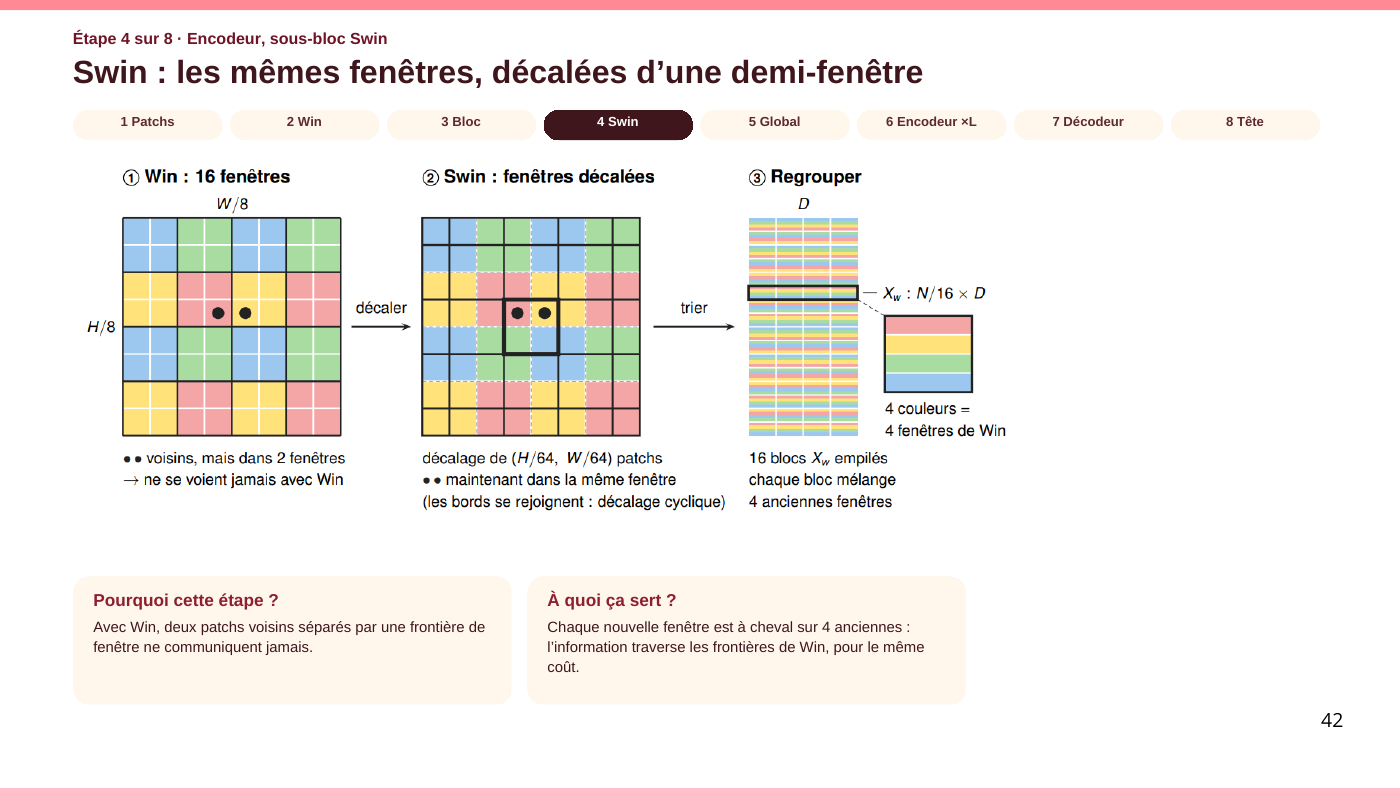 Étape 4 sur 8 · Encodeur, sous-bloc Swin
Swin : les mêmes fenêtres, décalées d’une demi-fenêtre
1 Patchs
2 Win
3 Bloc
4 Swin
5 Global
6 Encodeur ×L
7 Décodeur
8 Tête
① Win : 16 fenêtres
W/8
H/8
•• voisins, mais dans 2 fenêtres
→ ne se voient jamais avec Win
décaler
② Swin : fenêtres décalées
décalage de (H/64, W/64) patchs
•• maintenant dans la même fenêtre
(les bords se rejoignent : décalage cyclique)
trier
③ Regrouper
D
X_w : N/16 × D
4 couleurs =
4 fenêtres de Win
16 blocs X_w empilés
chaque bloc mélange
4 anciennes fenêtres
Pourquoi cette étape ?
Avec Win, deux patchs voisins séparés par une frontière de
fenêtre ne communiquent jamais.
À quoi ça sert ?
Chaque nouvelle fenêtre est à cheval sur 4 anciennes :
l’information traverse les frontières de Win, pour le même
coût.
42